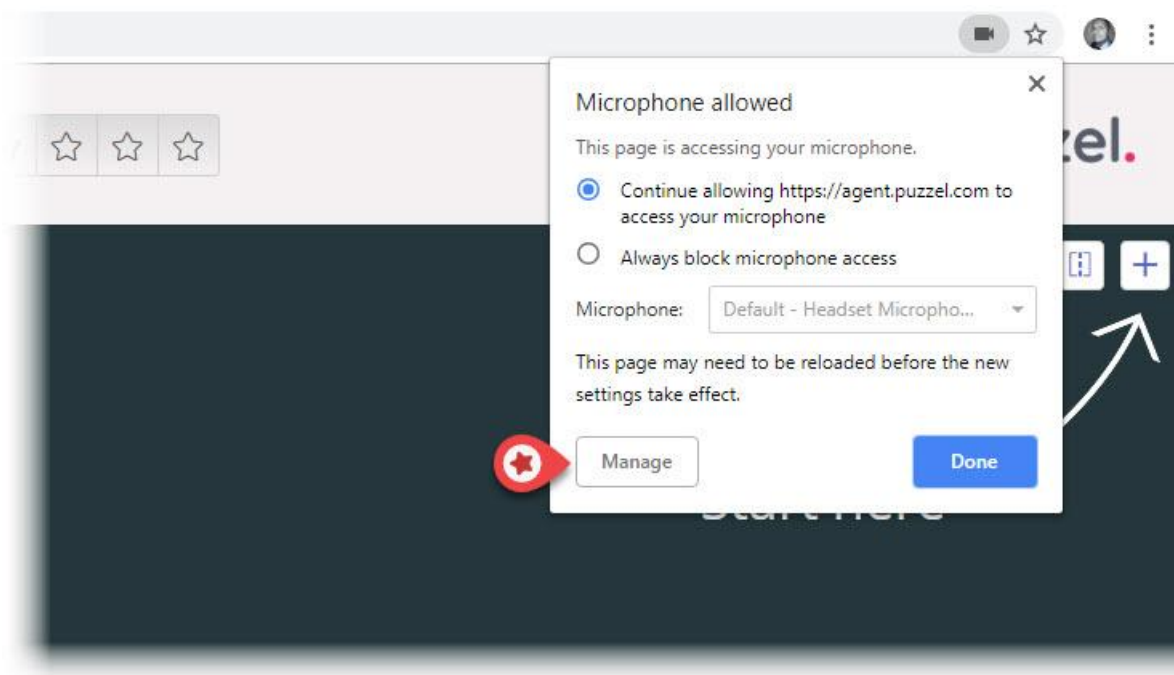 Microphone allowed
zel.
This page is accessing your microphone.
Continue allowing https://agent.puzzel.com to
access your microphone
Always block microphone access
Microphone: Default - Headset Micropho...
This page may need to be reloaded before the new
settings take effect.
Manage Done
Start here